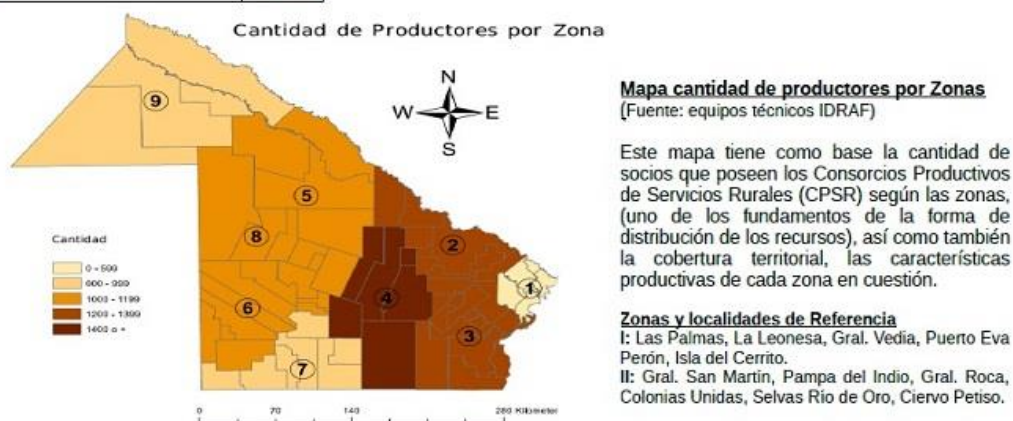 Cantidad de Productores por Zona
N
W E
S
9
5
8
2
1
4
6
3
7
Cantidad
0 - 599
600 - 999
1000 - 1199
1200 - 1399
1400 o +
0 70 140 280 Kilometer
Mapa cantidad de productores por Zonas
(Fuente: equipos técnicos IDRAF)
Este mapa tiene como base la cantidad de
socios que poseen los Consorcios Productivos
de Servicios Rurales (CPSR) según las zonas,
(uno de los fundamentos de la forma de
distribución de los recursos), así como también
la cobertura territorial, las características
productivas de cada zona en cuestión.
Zonas y localidades de Referencia
I: Las Palmas, La Leonesa, Gral. Vedia, Puerto Eva
Perón, Isla del Cerrito.
II: Gral. San Martin, Pampa del Indio, Gral. Roca,
Colonias Unidas, Selvas Rio de Oro, Ciervo Petiso.